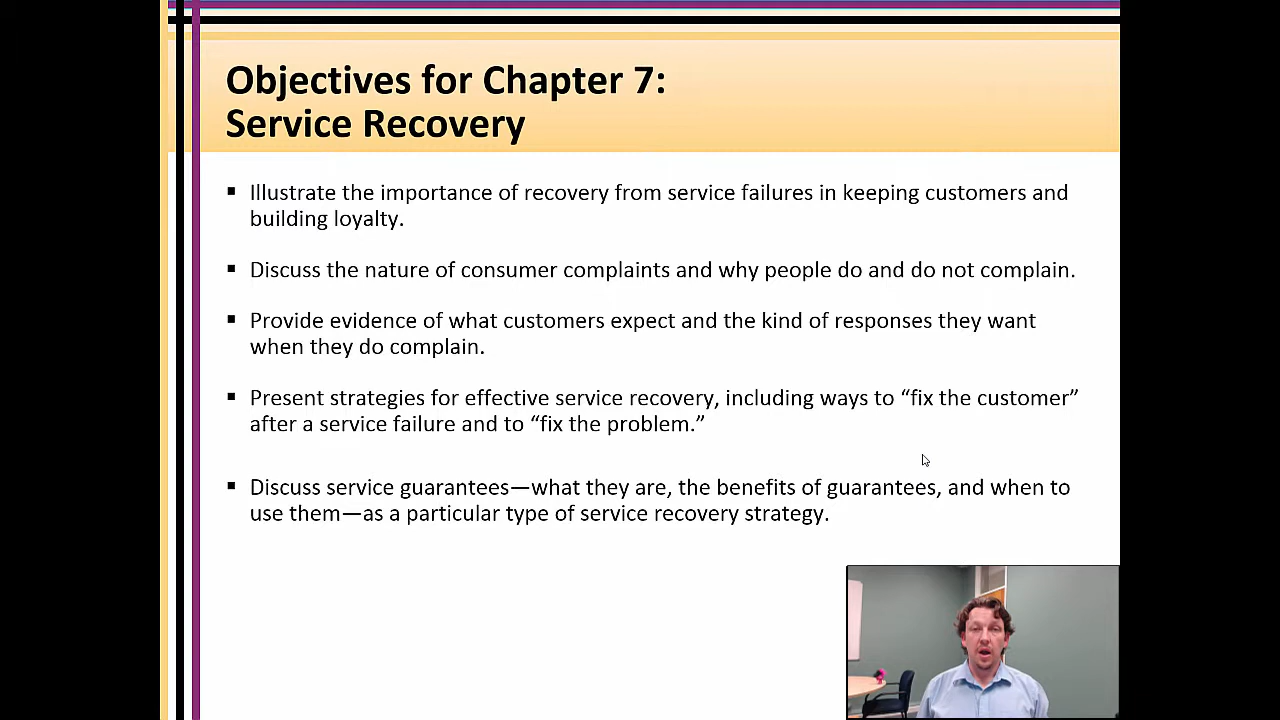 Objectives for Chapter 7:
Service Recovery
▪ Illustrate the importance of recovery from service failures in keeping customers and
building loyalty.
▪ Discuss the nature of consumer complaints and why people do and do not complain.
▪ Provide evidence of what customers expect and the kind of responses they want
when they do complain.
▪ Present strategies for effective service recovery, including ways to “fix the customer”
after a service failure and to “fix the problem.”
▪ Discuss service guarantees—what they are, the benefits of guarantees, and when to
use them—as a particular type of service recovery strategy.